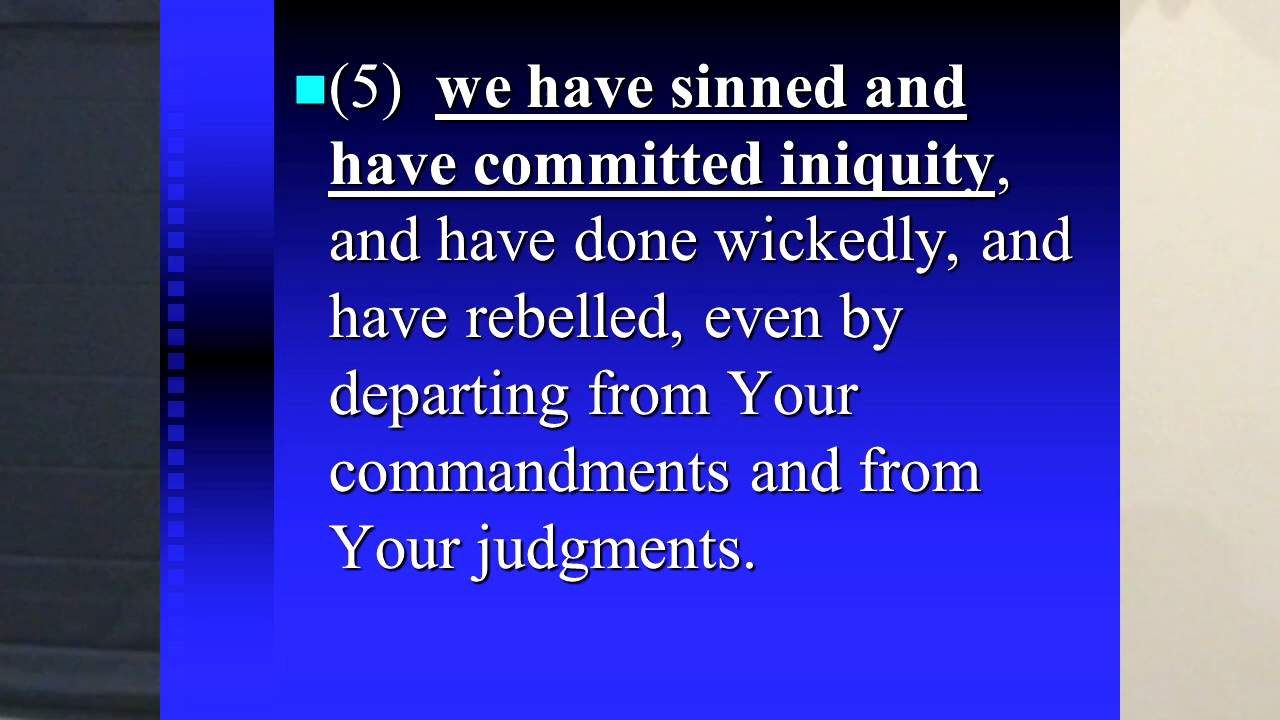 (5) we have sinned and
have committed iniquity,
and have done wickedly, and
have rebelled, even by
departing from Your
commandments and from
Your judgments.